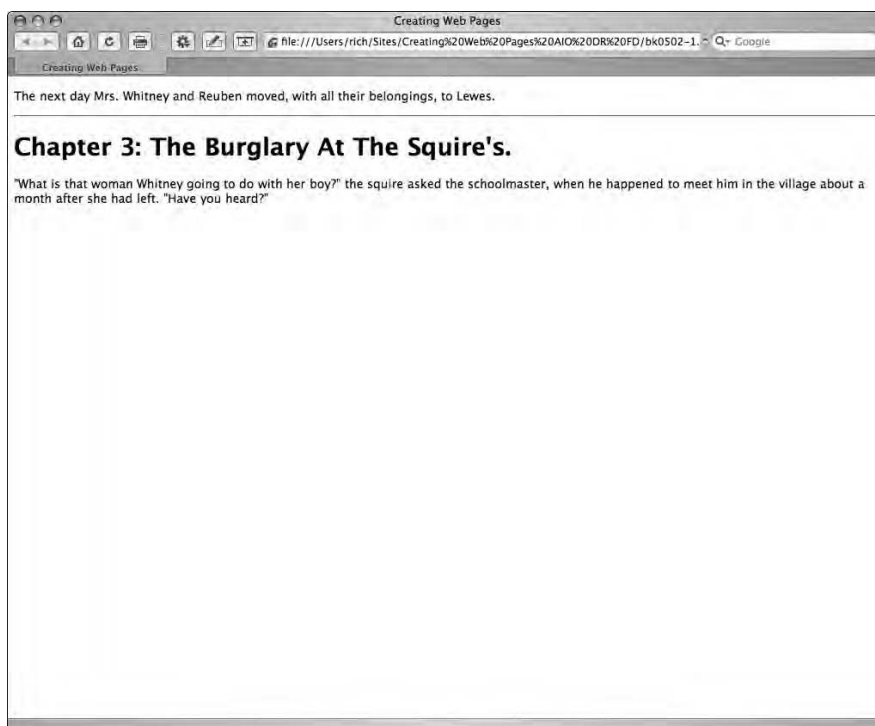 Creating Web Pages
file:///Users/rich/Sites/Creating%20Web%20Pages%20AIO%20DR%20FD/bk0502-1.
Google
Creating Web Pages
The next day Mrs. Whitney and Reuben moved, with all their belongings, to Lewes.
Chapter 3: The Burglary At The Squire's.
"What is that woman Whitney going to do with her boy?" the squire asked the schoolmaster, when he happened to meet him in the village about a
month after she had left. "Have you heard?"